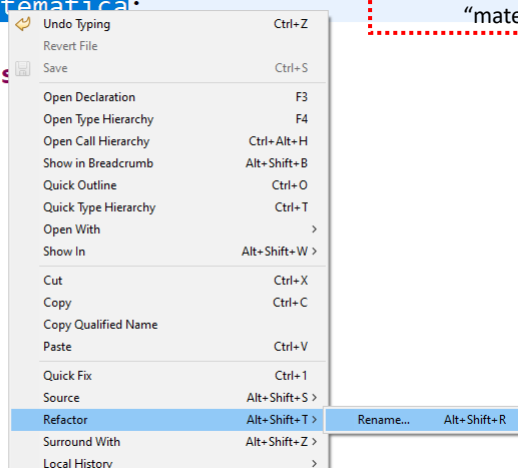 tematica;
"mate
Undo Typing Ctrl+Z
Revert File
Save Ctrl+S
Open Declaration F3
Open Type Hierarchy F4
Open Call Hierarchy Ctrl+Alt+H
Show in Breadcrumb Alt+Shift+B
Quick Outline Ctrl+O
Quick Type Hierarchy Ctrl+T
Open With >
Show In Alt+Shift+W >
Cut Ctrl+X
Copy Ctrl+C
Copy Qualified Name
Paste Ctrl+V
Quick Fix Ctrl+1
Source Alt+Shift+S >
Refactor Alt+Shift+T > Rename... Alt+Shift+R
Surround With Alt+Shift+Z >
Local History >